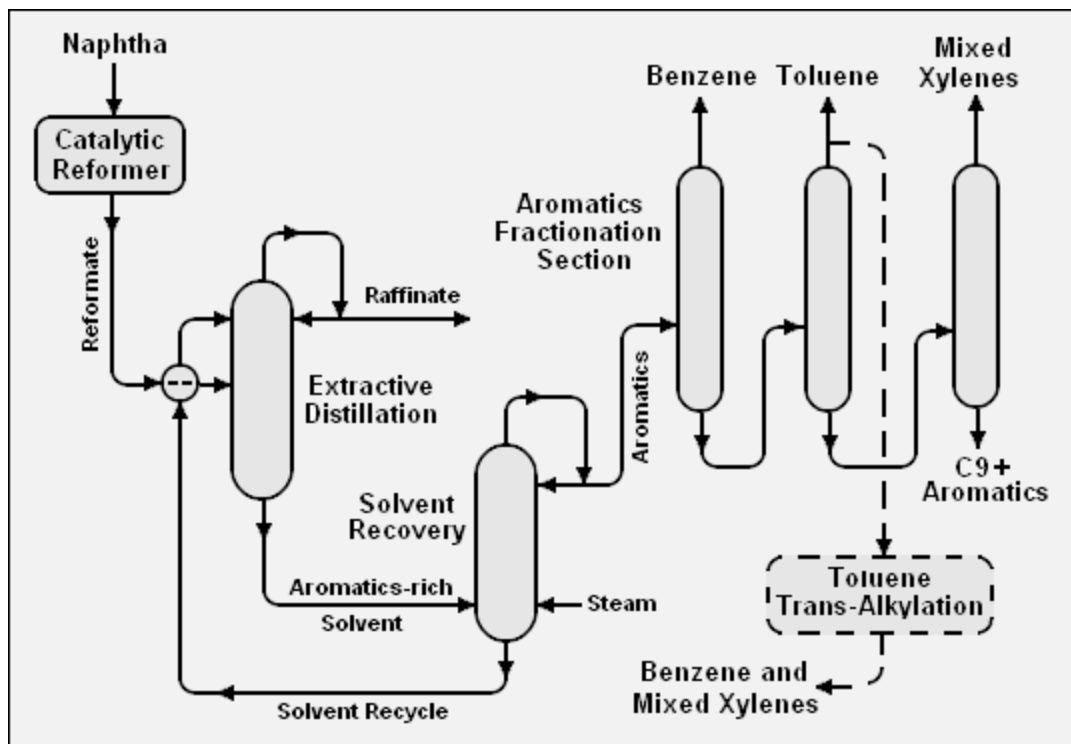 Naphtha
Catalytic
Reformer
Reformate
Raffinate
Extractive
Distillation
Aromatics-rich
Solvent
Solvent Recycle
Solvent
Recovery
Steam
Aromatics
Aromatics
Fractionation
Section
Benzene
Toluene
Mixed
Xylenes
C9+
Aromatics
Toluene
Trans-Alkylation
Benzene and
Mixed Xylenes